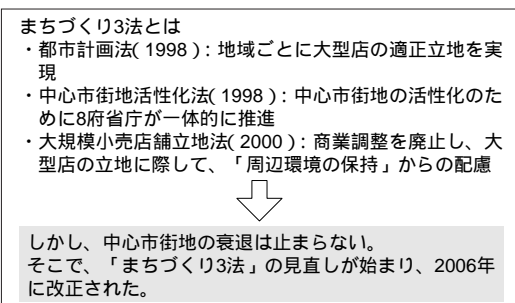 まちづくり3法とは
・都市計画法(1998):地域ごとに大型店の適正立地を実
現
・中心市街地活性化法(1998):中心市街地の活性化のた
めに8府省庁が一体的に推進
・大規模小売店舗立地法(2000):商業調整を廃止し、大
型店の立地に際して、「周辺環境の保持」からの配慮
しかし、中心市街地の衰退は止まらない。
そこで、「まちづくり3法」の見直しが始まり、2006年
に改正された。